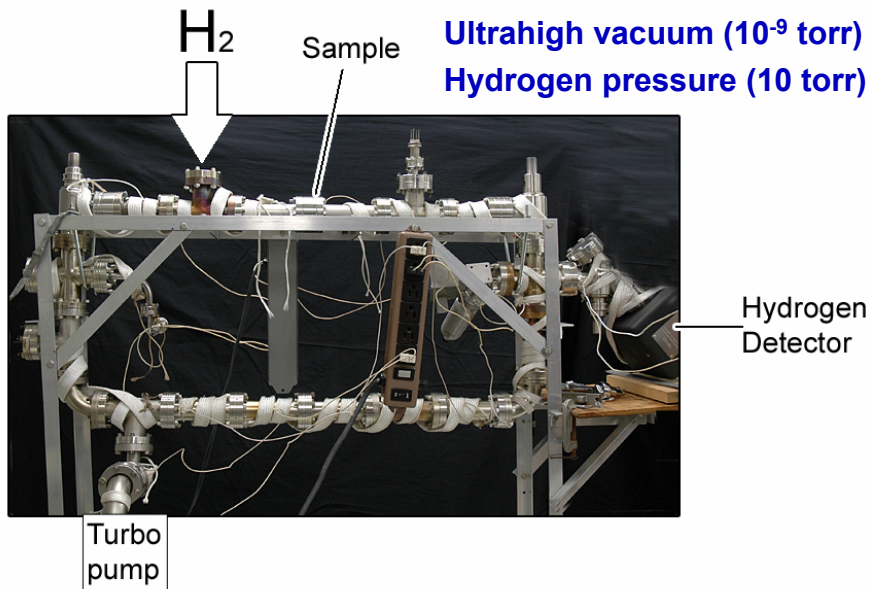 H₂
Sample
Ultrahigh vacuum (10⁻⁹ torr)
Hydrogen pressure (10 torr)
Hydrogen
Detector
Turbo
pump